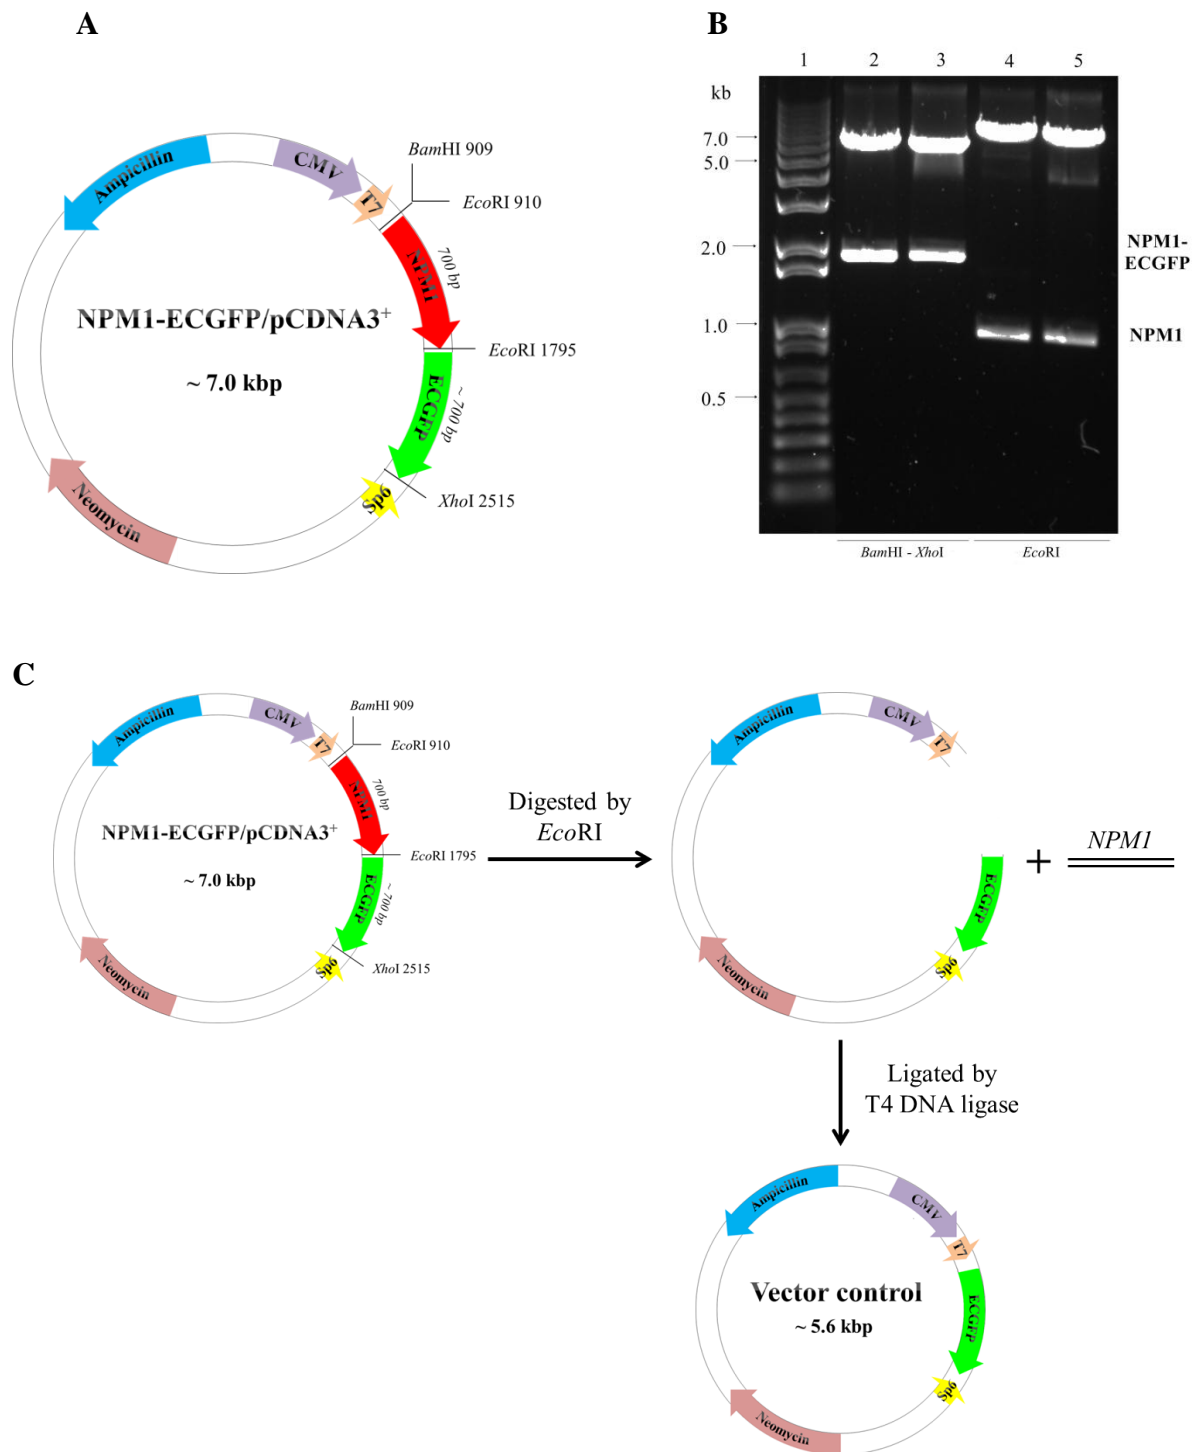 A
Ampicillin
CMV
T7
BamHI 909
EcoRI 910
NPM1
700 bp
NPM1-ECGFP/pCDNA3+
~ 7.0 kbp
EcoRI 1795
ECGFP
~ 700 bp
XhoI 2515
Sp6
Neomycin
B
1 2 3 4 5
kb
7.0
5.0
2.0
1.0
0.5
NPM1-
ECGFP
NPM1
BamHI - XhoI
EcoRI
C
Ampicillin
CMV
T7
BamHI 909
EcoRI 910
NPM1
700 bp
NPM1-ECGFP/pCDNA3+
~ 7.0 kbp
EcoRI 1795
ECGFP
~ 700 bp
XhoI 2515
Sp6
Neomycin
Digested by
EcoRI
Ampicillin
CMV
T7
ECGFP
Sp6
Neomycin
+
NPM1
Ligated by
T4 DNA ligase
Ampicillin
CMV
T7
ECGFP
Sp6
Neomycin
Vector control
~ 5.6 kbp